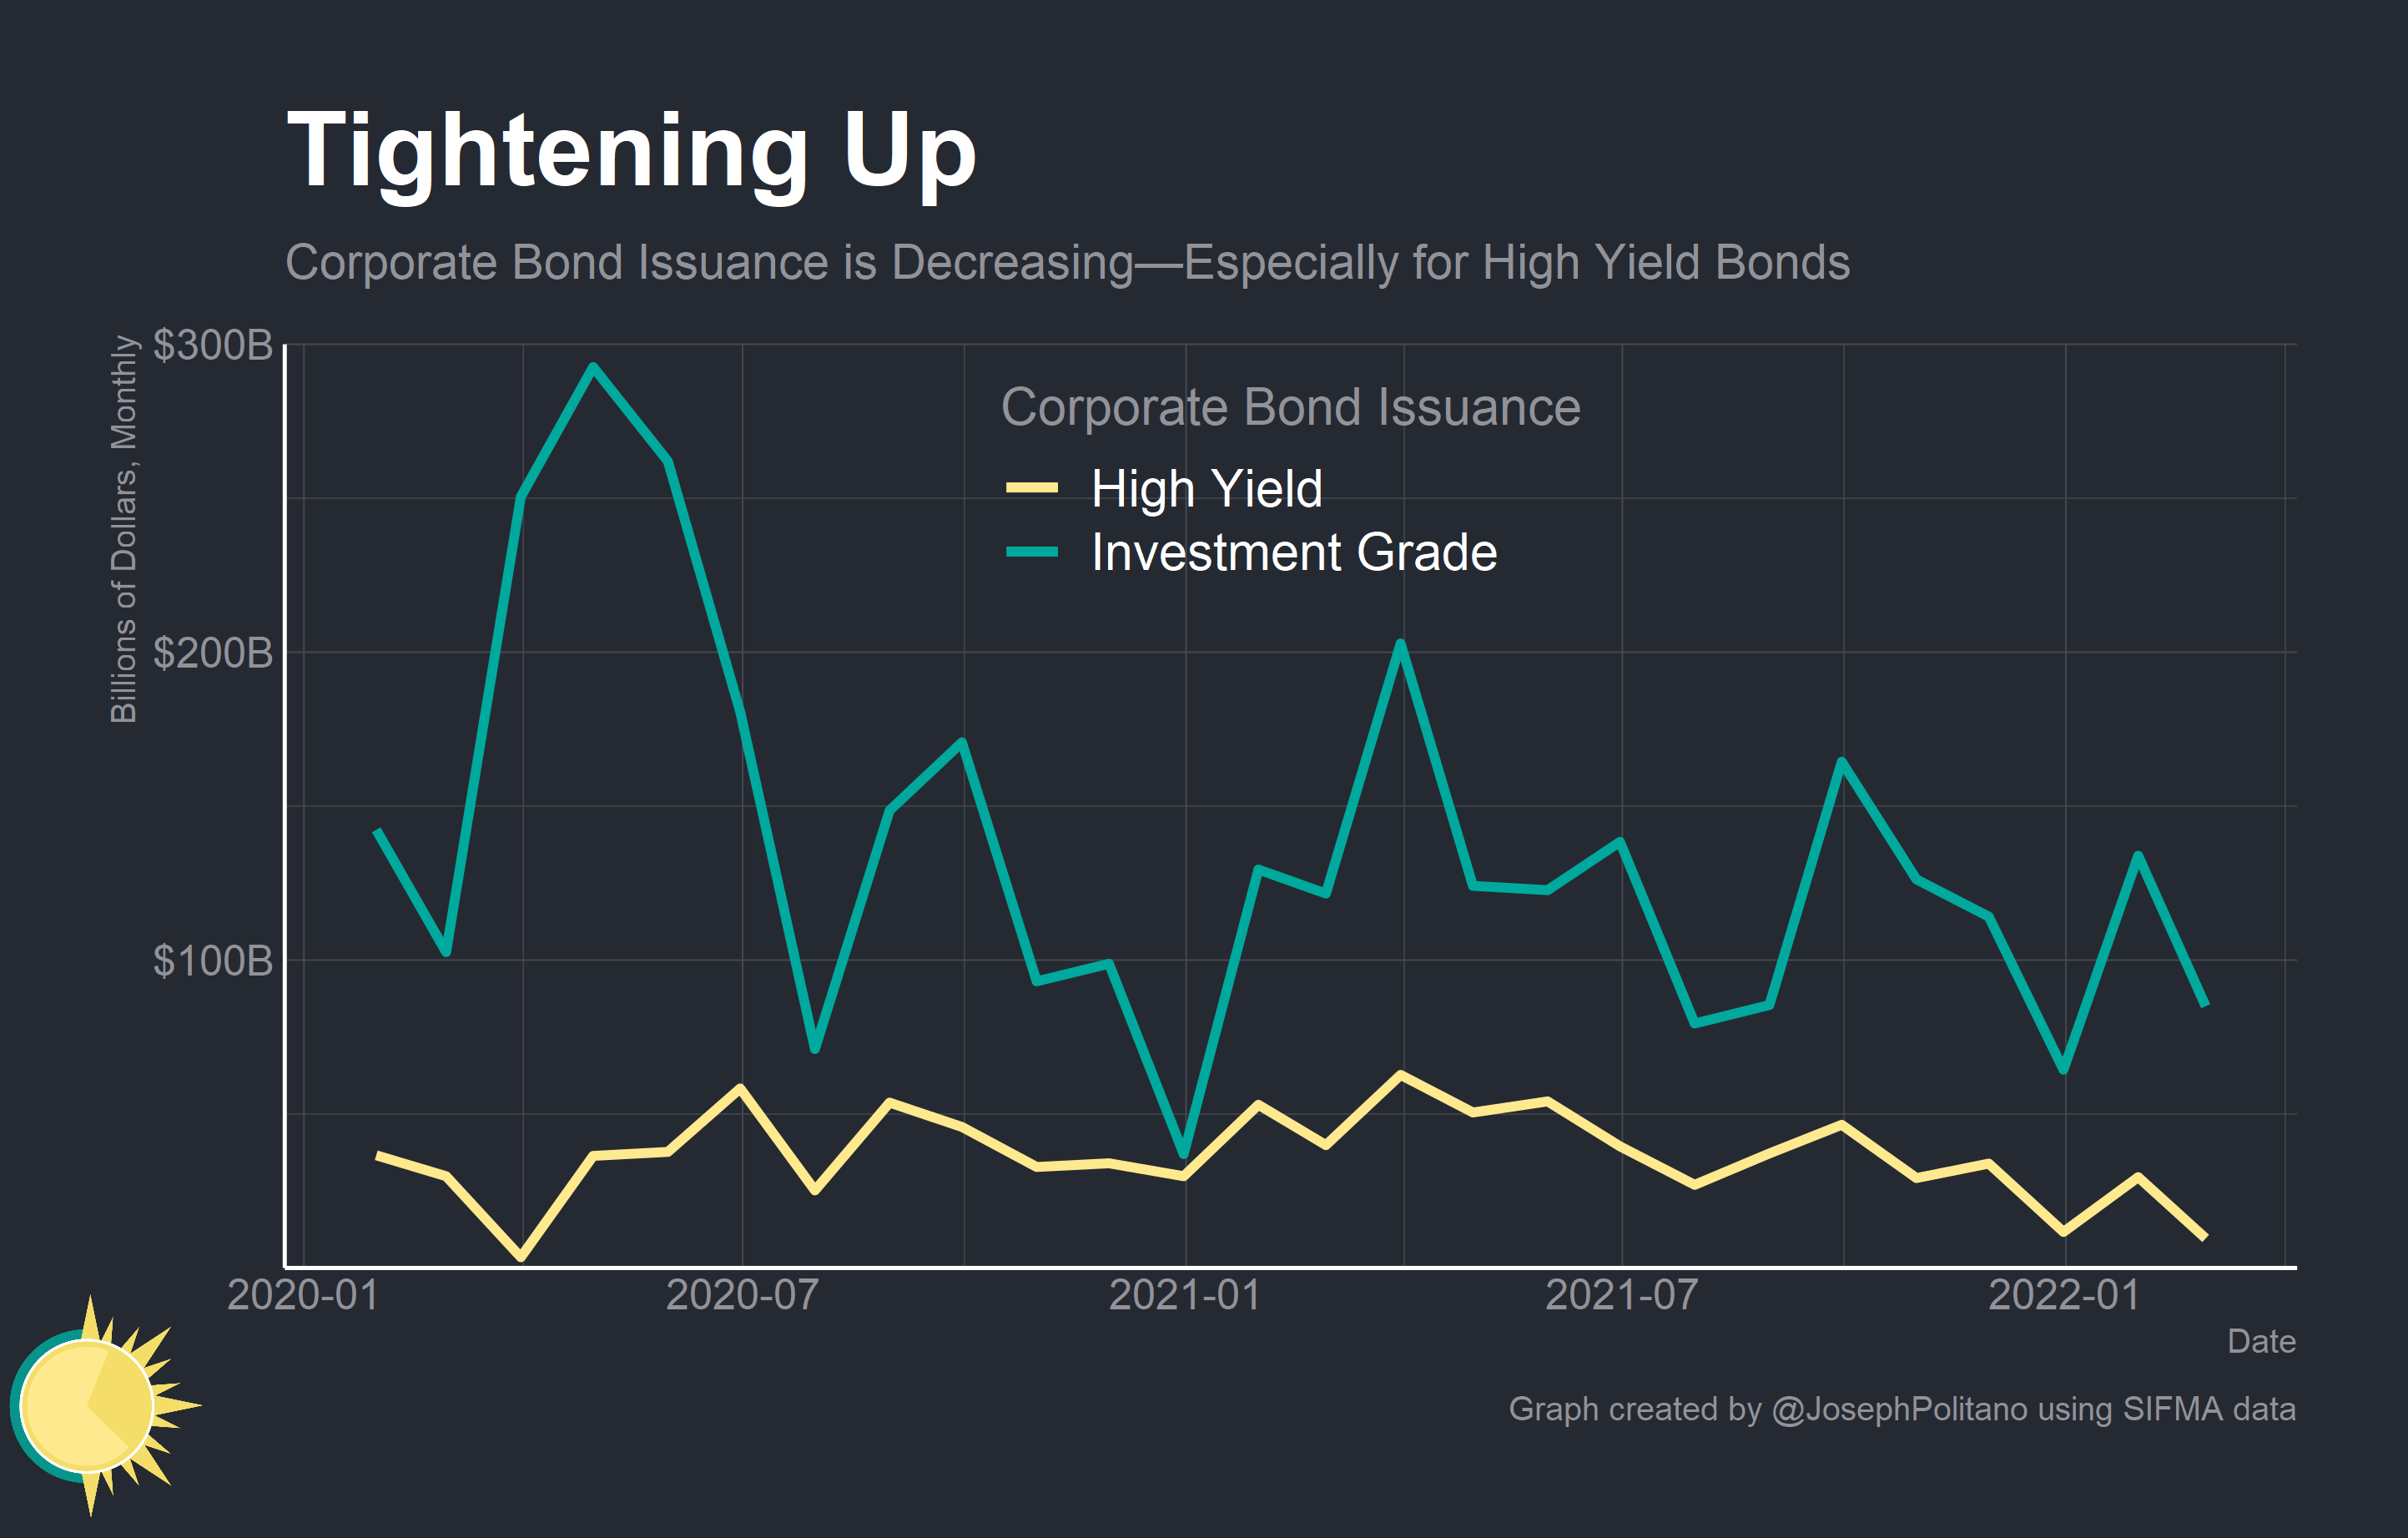 Tightening Up
Corporate Bond Issuance is Decreasing—Especially for High Yield Bonds
Billions of Dollars, Monthly
$300B
$200B
$100B
Corporate Bond Issuance
High Yield
Investment Grade
2020-01
2020-07
2021-01
2021-07
2022-01
Date
Graph created by @JosephPolitano using SIFMA data